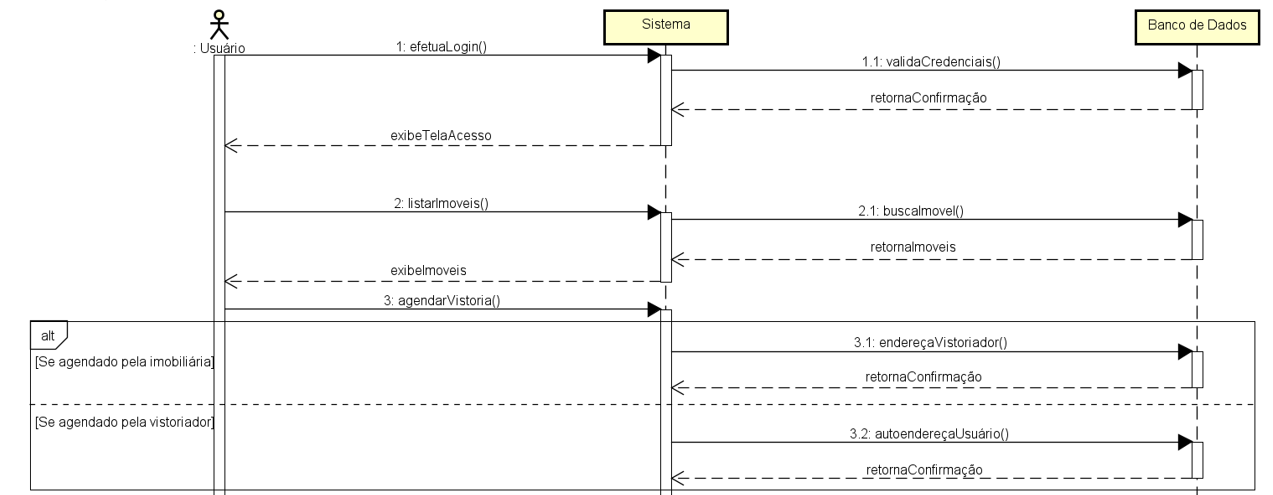 Sistema
Banco de Dados
: Usuário
1: efetuaLogin()
1.1: validaCredenciais()
retornaConfirmação
exibeTelaAcesso
2: listarImoveis()
2.1: buscaImovel()
retornaImoveis
exibeImoveis
3: agendarVistoria()
alt
[Se agendado pela imobiliária]
3.1: endereçaVistoriador()
retornaConfirmação
[Se agendado pela vistoriador]
3.2: autoendereçaUsuário()
retornaConfirmação